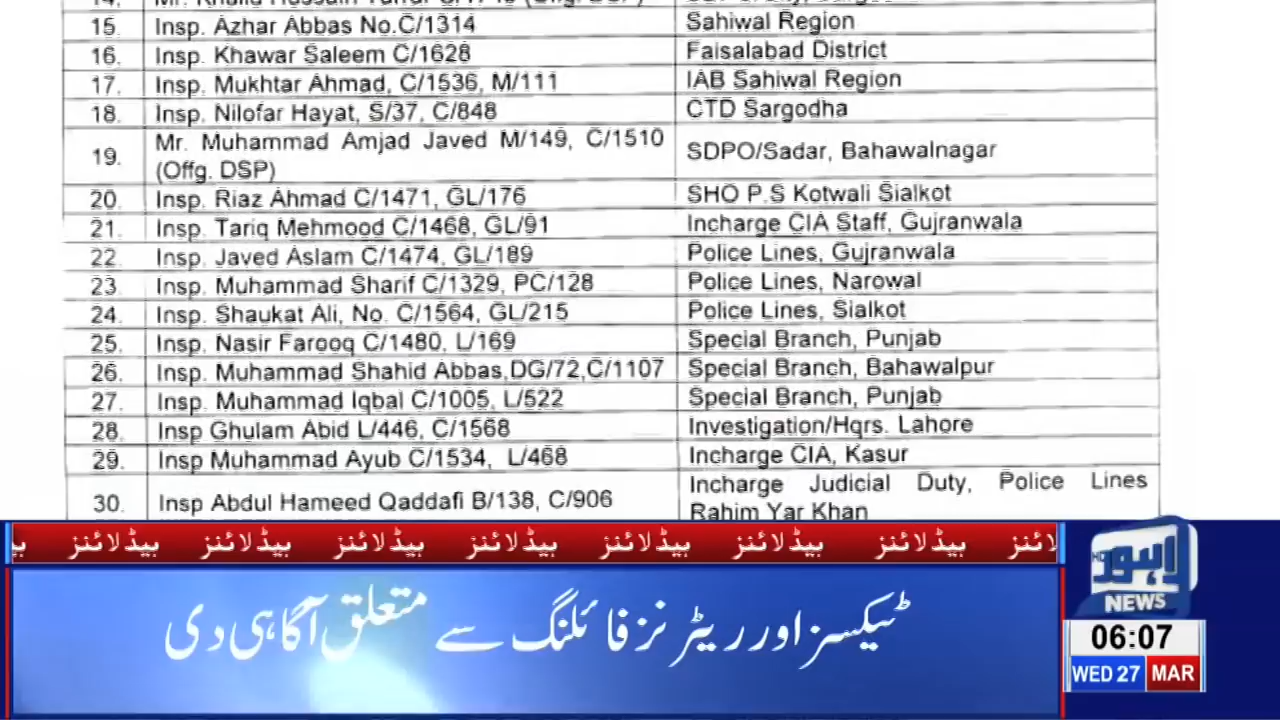 15. Insp. Azhar Abbas No.C/1314 Sahiwal Region
16. Insp. Khawar Saleem C/1628 Faisalabad District
17. Insp. Mukhtar Ahmad, C/1536, M/111 IAB Sahiwal Region
18. Insp. Nilofar Hayat, S/37, C/848 CTD Sargodha
19. Mr. Muhammad Amjad Javed M/149, C/1510 SDPO/Sadar, Bahawalnagar
(Offg. DSP)
20. Insp. Riaz Ahmad C/1471, GL/176 SHO P.S Kotwali Sialkot
21. Insp. Tariq Mehmood C/1468, GL/91 Incharge CIA Staff, Gujranwala
22. Insp. Javed Aslam C/1474, GL/189 Police Lines, Gujranwala
23. Insp. Muhammad Sharif C/1329, PC/128 Police Lines, Narowal
24. Insp. Shaukat Ali, No. C/1564, GL/215 Police Lines, Sialkot
25. Insp. Nasir Farooq C/1480, L/169 Special Branch, Punjab
26. Insp. Muhammad Shahid Abbas,DG/72,C/1107 Special Branch, Bahawalpur
27. Insp. Muhammad Iqbal C/1005, L/522 Special Branch, Punjab
28. Insp Ghulam Abid L/446, C/1568 Investigation/Hqrs. Lahore
29. Insp Muhammad Ayub C/1534, L/468 Incharge CIA, Kasur
30. Insp Abdul Hameed Qaddafi B/138, C/906 Incharge Judicial Duty, Police Lines
Rahim Yar Khan
ہیڈلائنز ہیڈلائنز ہیڈلائنز ہیڈلائنز ہیڈلائنز ہیڈلائنز ہیڈلائنز
ٹیکسز اور ریٹرنز فائلنگ سے متعلق آگاہی دی
لاہور
HD
NEWS
06:07
WED 27 MAR